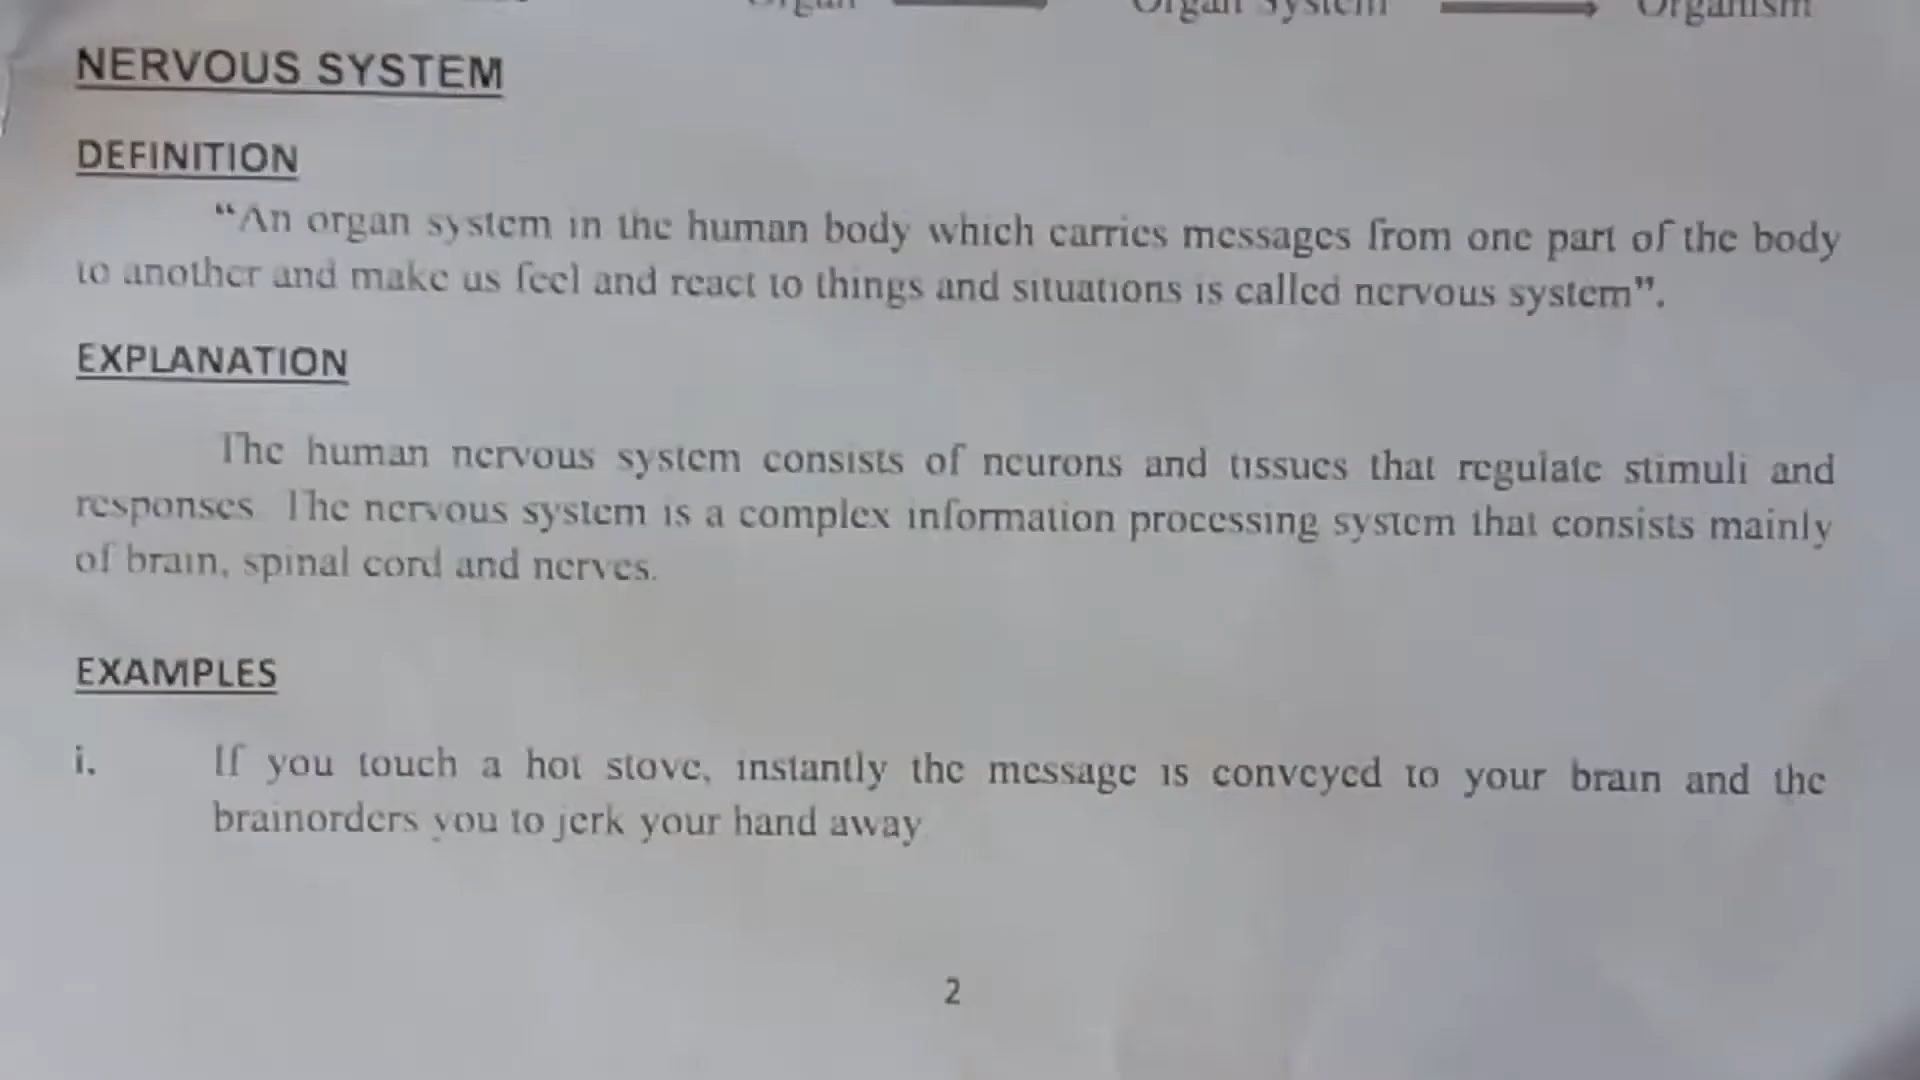 Organ Organ System Organism
NERVOUS SYSTEM
DEFINITION
“An organ system in the human body which carries messages from one part of the body
to another and make us feel and react to things and situations is called nervous system”.
EXPLANATION
The human nervous system consists of neurons and tissues that regulate stimuli and
responses. The nervous system is a complex information processing system that consists mainly
of brain, spinal cord and nerves.
EXAMPLES
i. If you touch a hot stove, instantly the message is conveyed to your brain and the
brainorders you to jerk your hand away
2